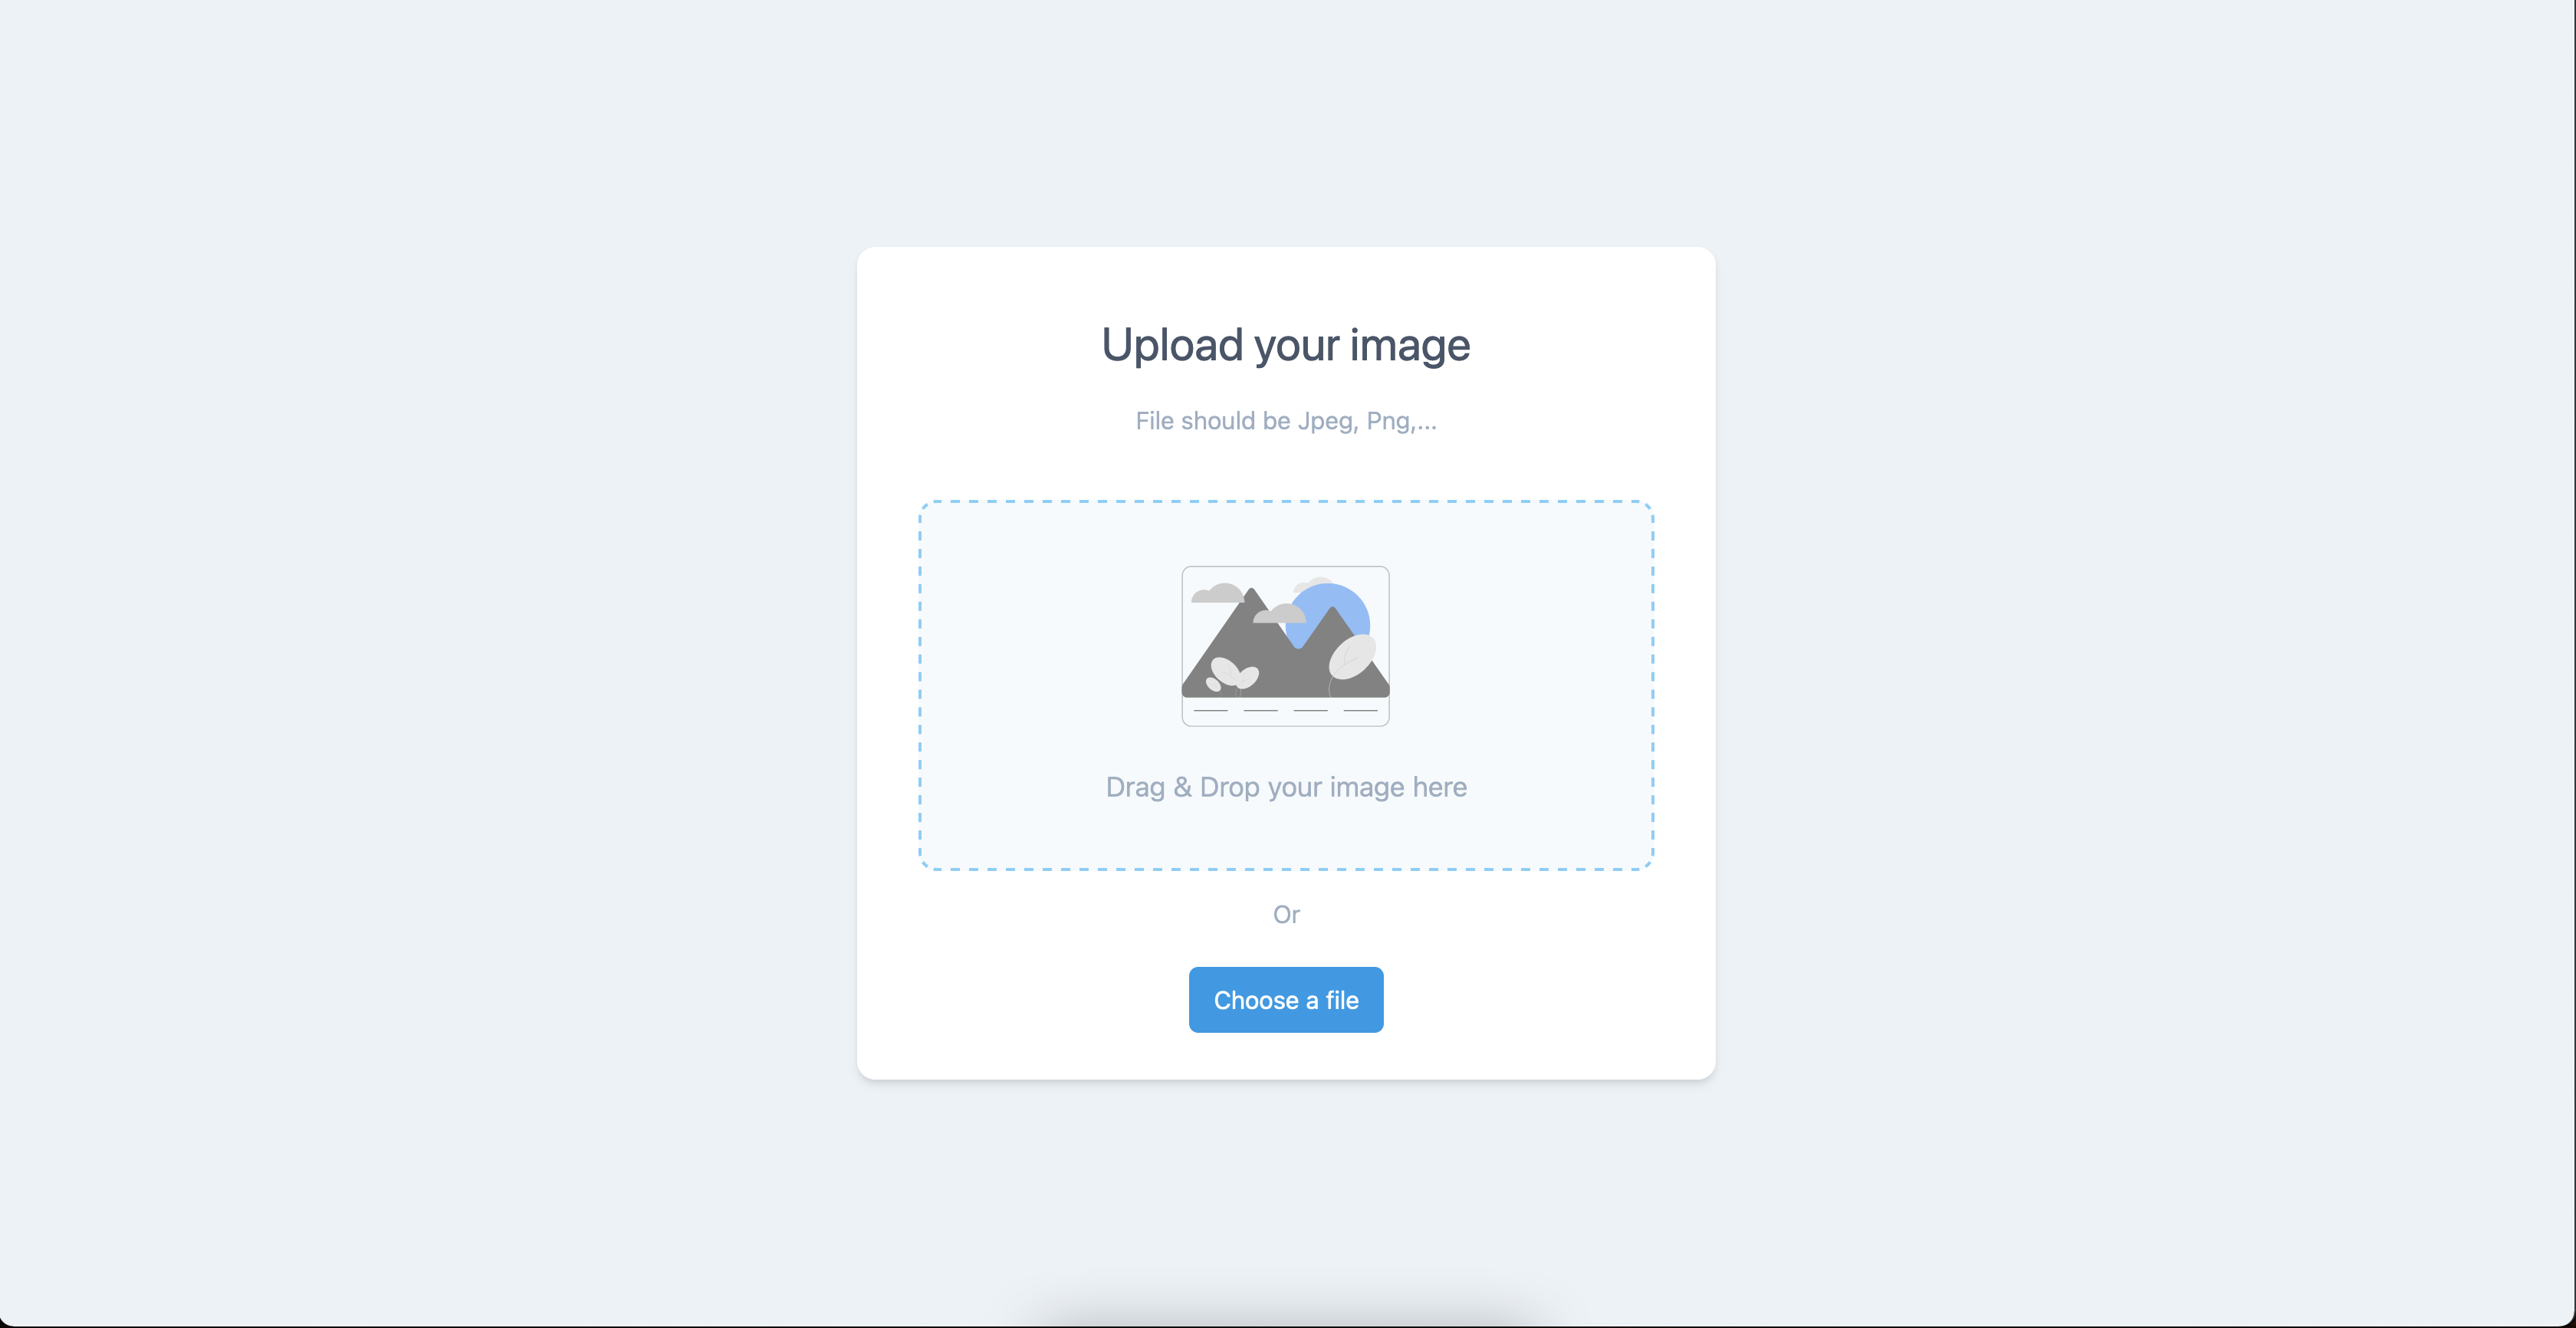 Upload your image
File should be Jpeg, Png,...
Drag & Drop your image here
Or
Choose a file